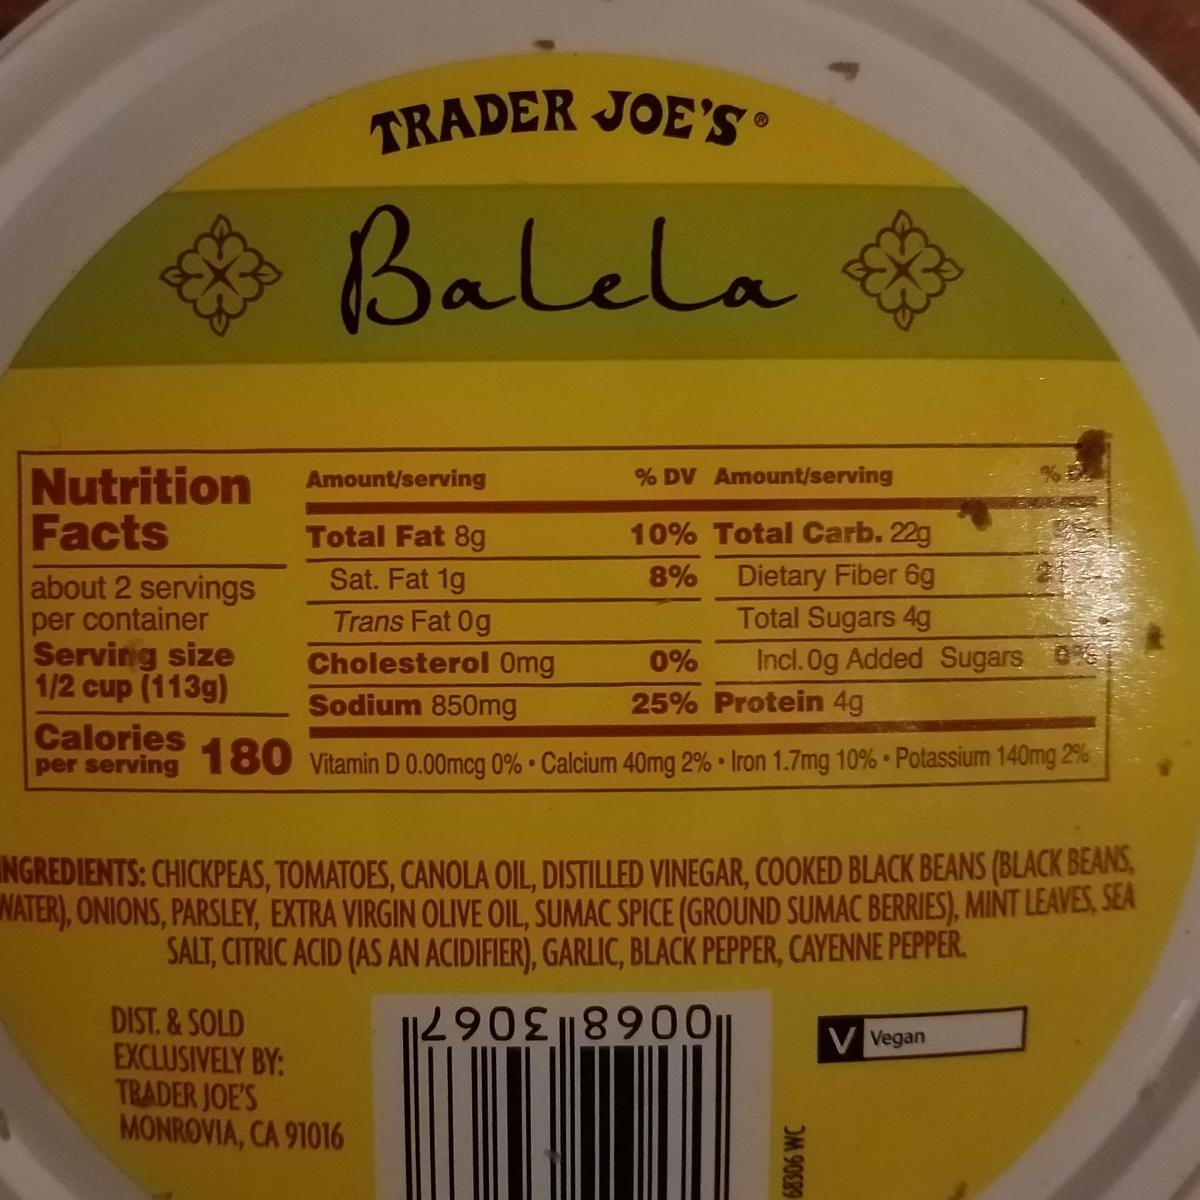 TRADER JOE'S®
Balela
Nutrition
Facts
about 2 servings
per container
Serving size
1/2 cup (113g)
Calories
per serving 180
Amount/serving % DV
Total Fat 8g 10%
Sat. Fat 1g 8%
Trans Fat 0g
Cholesterol 0mg 0%
Sodium 850mg 25%
Amount/serving
Total Carb. 22g
Dietary Fiber 6g
Total Sugars 4g
Incl. 0g Added Sugars 0%
Protein 4g
Vitamin D 0.00mcg 0% • Calcium 40mg 2% • Iron 1.7mg 10% • Potassium 140mg 2%
INGREDIENTS: CHICKPEAS, TOMATOES, CANOLA OIL, DISTILLED VINEGAR, COOKED BLACK BEANS (BLACK BEANS,
WATER), ONIONS, PARSLEY, EXTRA VIRGIN OLIVE OIL, SUMAC SPICE (GROUND SUMAC BERRIES), MINT LEAVES, SEA
SALT, CITRIC ACID (AS AN ACIDIFIER), GARLIC, BLACK PEPPER, CAYENNE PEPPER.
DIST. & SOLD
EXCLUSIVELY BY:
TRADER JOE'S
MONROVIA, CA 91016
0068 3067
V Vegan
68306 WC